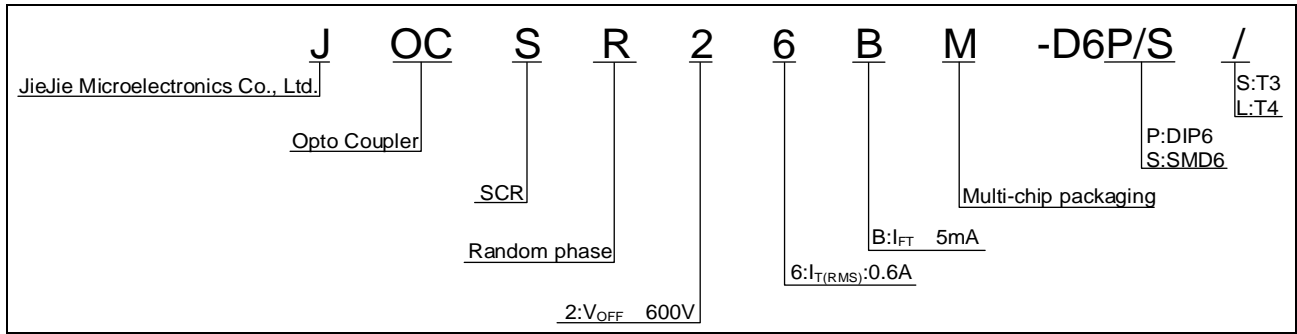 J OC S R 2 6 B M -D6P/S /
JieJie Microelectronics Co., Ltd.
S:T3
L:T4
Opto Coupler
P:DIP6
S:SMD6
SCR
Multi-chip packaging
Random phase
B:IFT 5mA
6:IT(RMS):0.6A
2:VOFF 600V